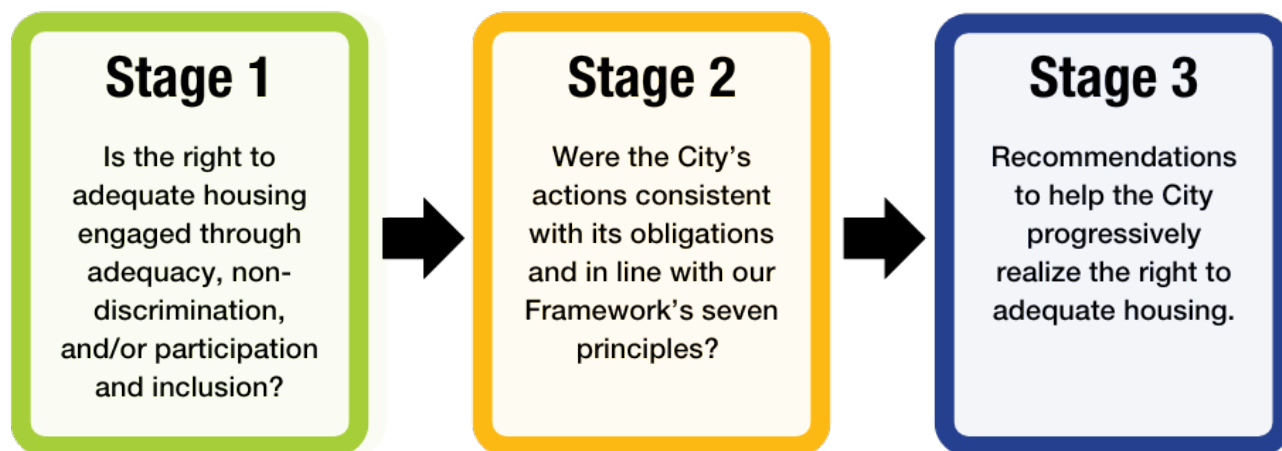 Stage 1
Is the right to
adequate housing
engaged through
adequacy, non-
discrimination,
and/or participation
and inclusion?
Stage 2
Were the City’s
actions consistent
with its obligations
and in line with our
Framework’s seven
principles?
Stage 3
Recommendations
to help the City
progressively
realize the right to
adequate housing.